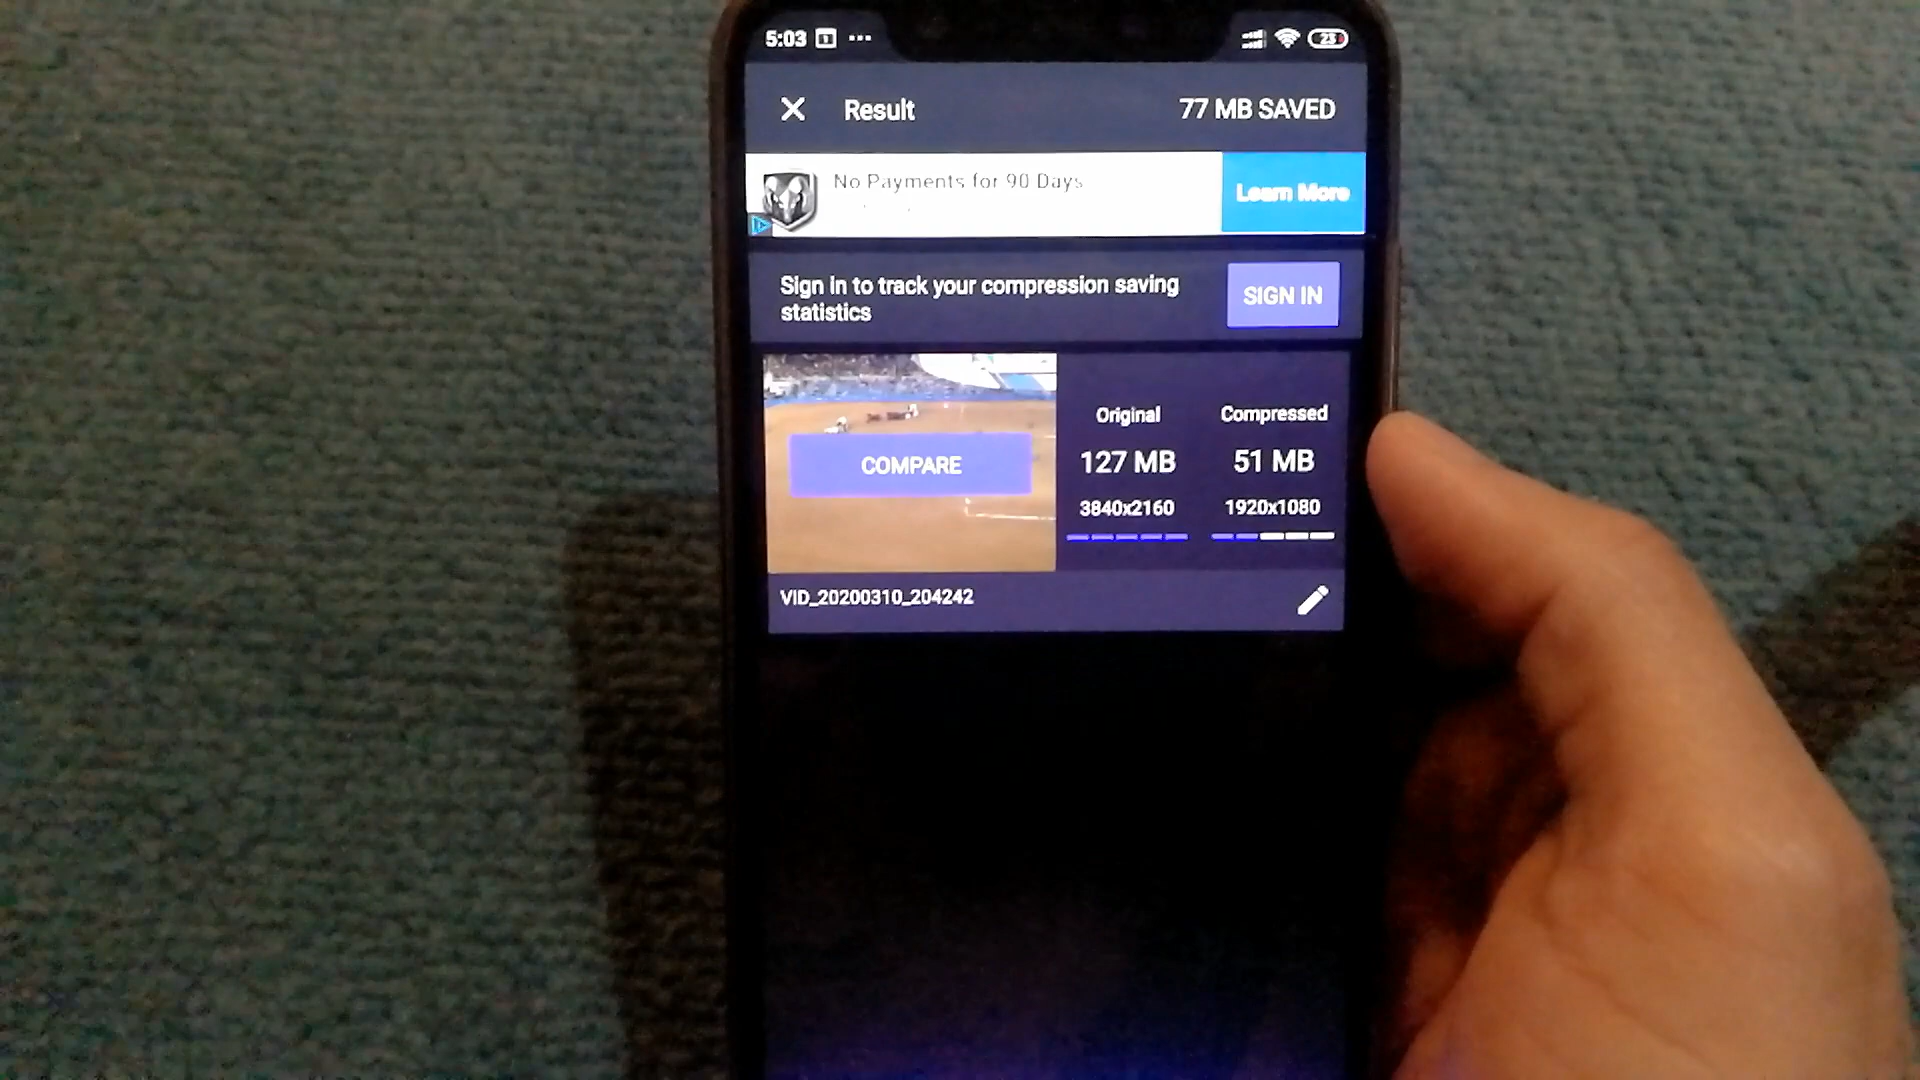 5:03
23
Result
77 MB SAVED
No Payments for 90 Days
Learn More
Sign in to track your compression saving
statistics
SIGN IN
COMPARE
Original
Compressed
127 MB
51 MB
3840x2160
1920x1080
VID_20200310_204242